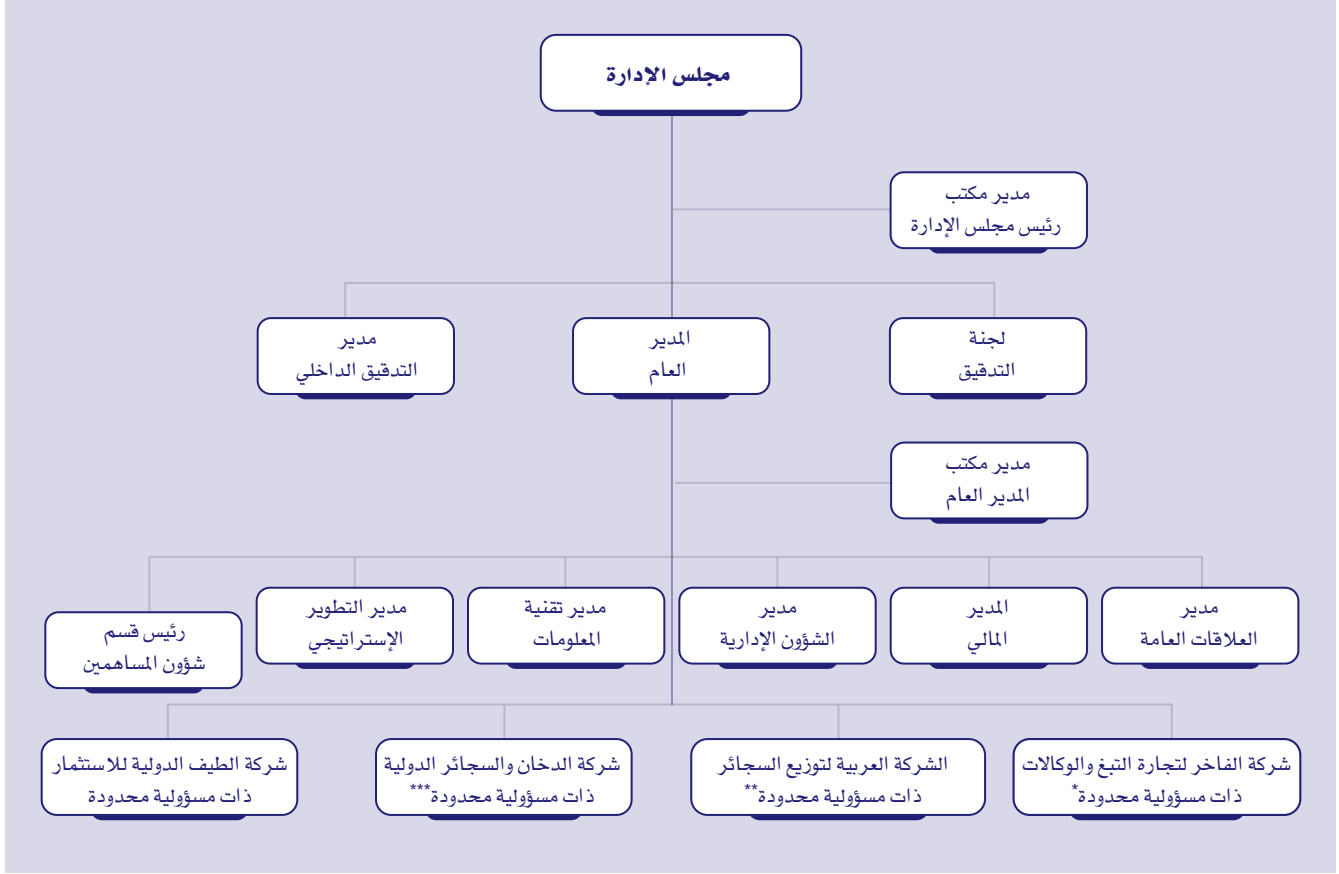 مجلس الإدارة
مدير مكتب
رئيس مجلس الإدارة
لجنة
التدقيق
المدير
العام
مدير
التدقيق الداخلي
مدير مكتب
المدير العام
مدير
العلاقات العامة
المدير
المالي
مدير
الشؤون الإدارية
مدير تقنية
المعلومات
مدير التطوير
الإستراتيجي
رئيس قسم
شؤون المساهمين
شركة الفاخر لتجارة التبغ والوكالات
ذات مسؤولية محدودة*
الشركة العربية لتوزيع السجائر
ذات مسؤولية محدودة**
شركة الدخان والسجائر الدولية
ذات مسؤولية محدودة***
شركة الطيف الدولية للاستثمار
ذات مسؤولية محدودة